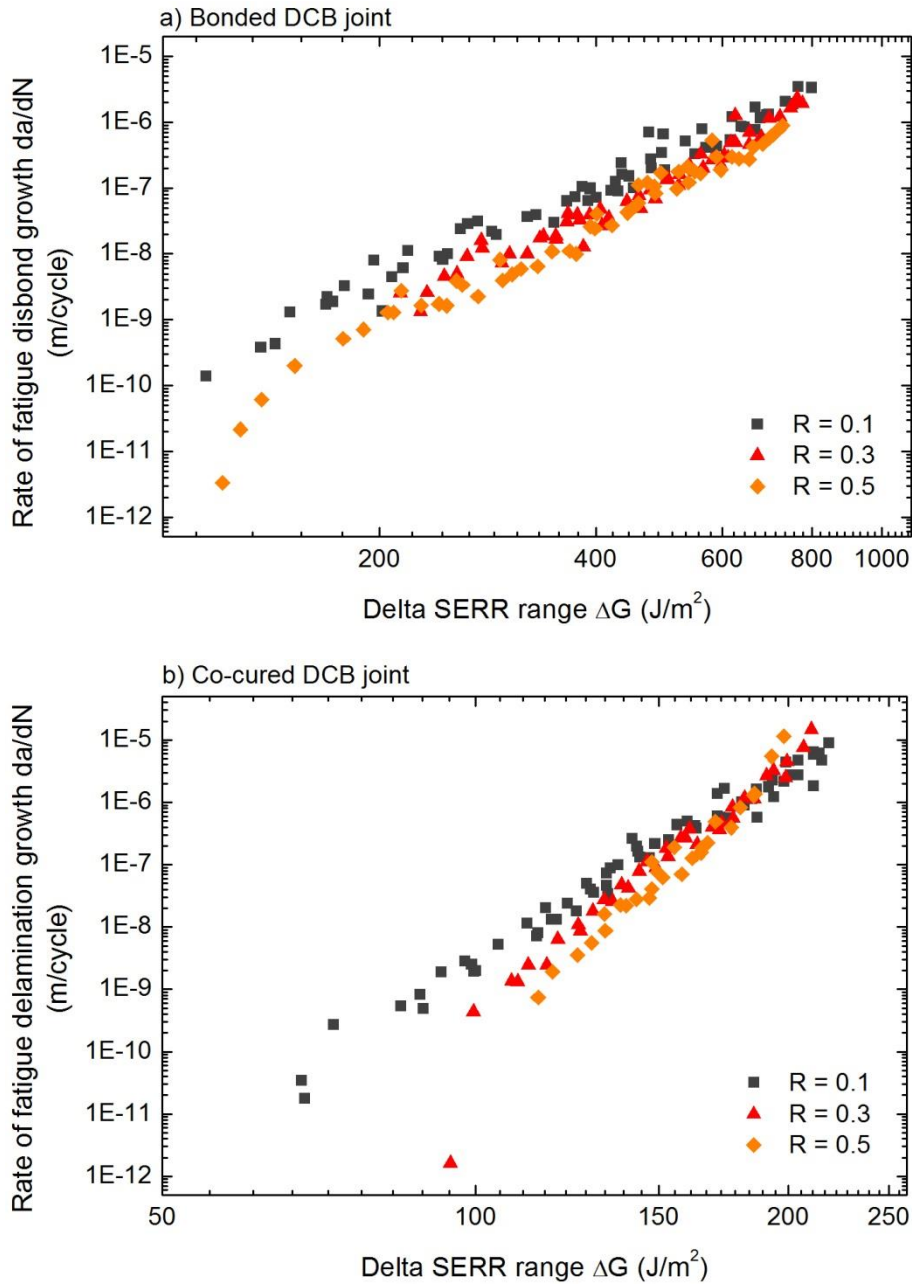 a) Bonded DCB joint
Rate of fatigue disbond growth da/dN
(m/cycle)
1E-5
1E-6
1E-7
1E-8
1E-9
1E-10
1E-11
1E-12
R = 0.1
R = 0.3
R = 0.5
200
400
600
800
1000
Delta SERR range ΔG (J/m²)
b) Co-cured DCB joint
Rate of fatigue delamination growth da/dN
(m/cycle)
1E-5
1E-6
1E-7
1E-8
1E-9
1E-10
1E-11
1E-12
R = 0.1
R = 0.3
R = 0.5
50
100
150
200
250
Delta SERR range ΔG (J/m²)